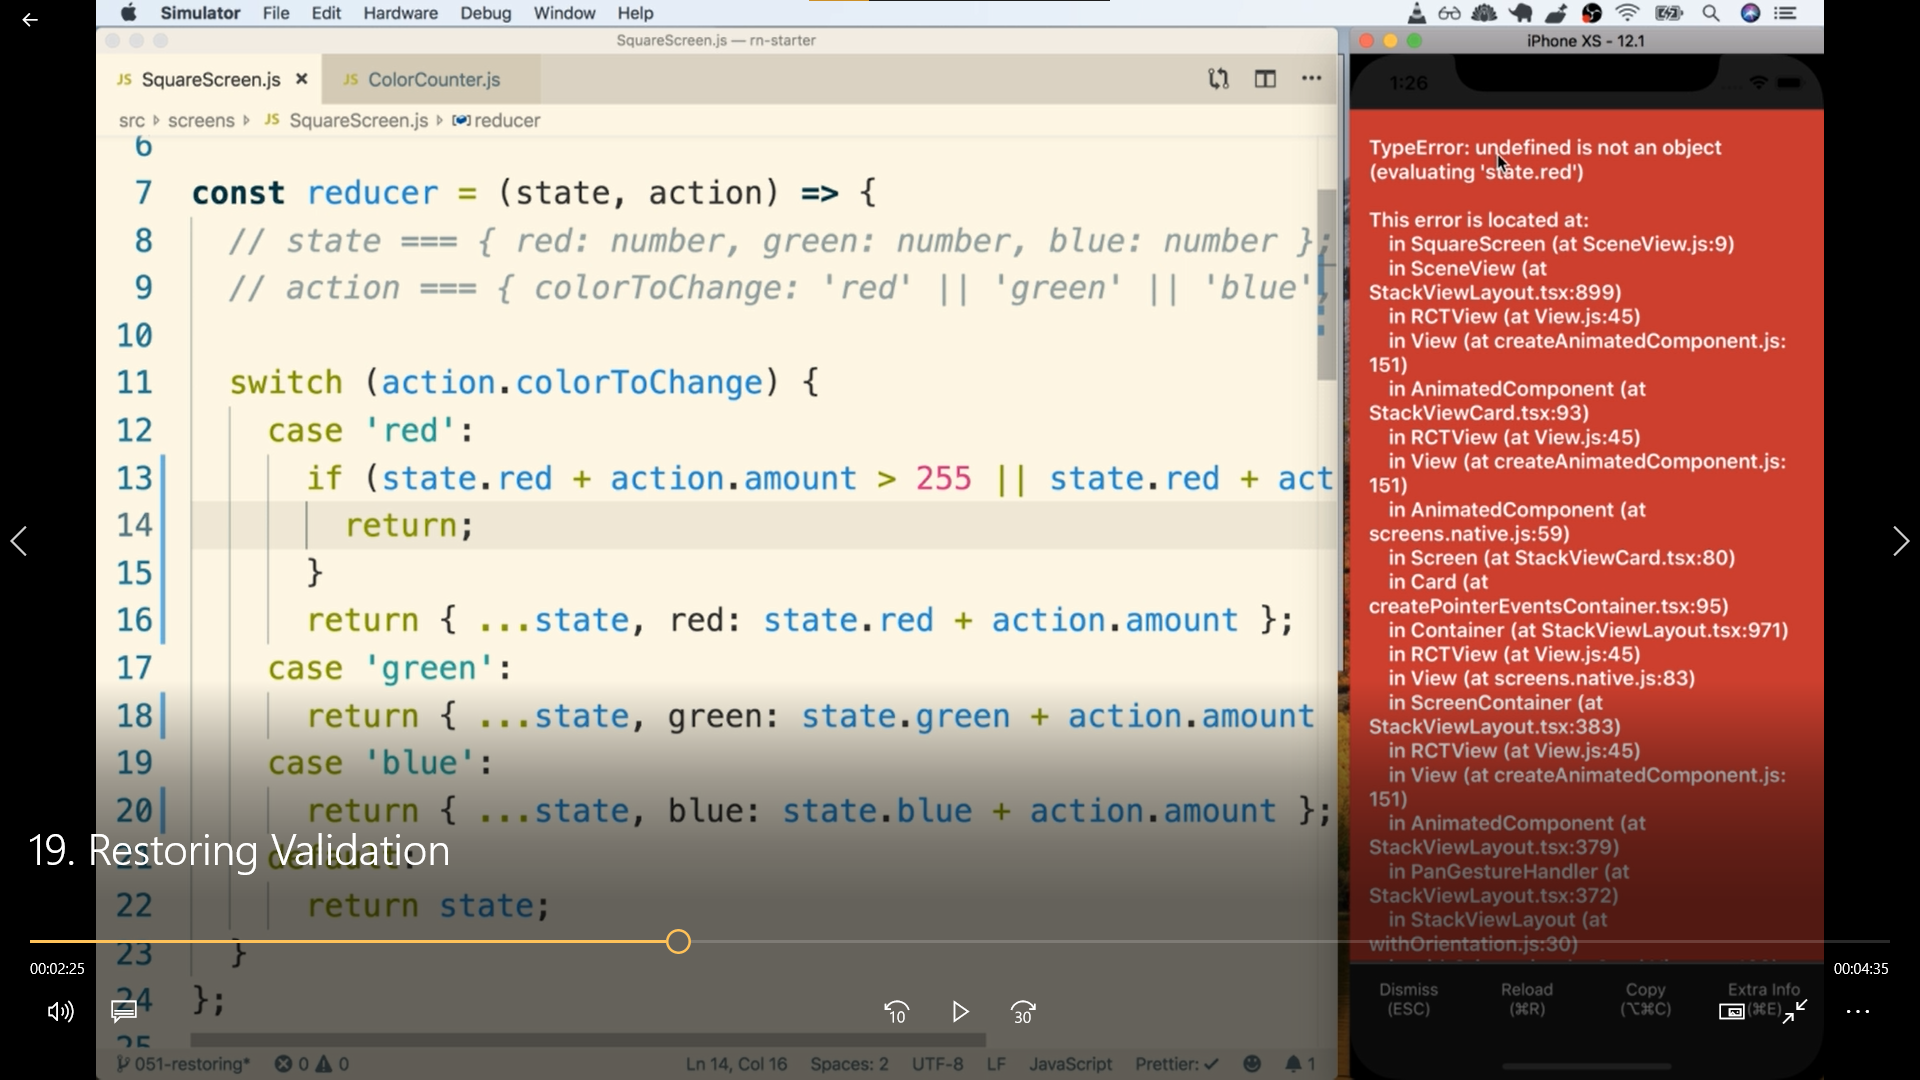 Simulator File Edit Hardware Debug Window Help
SquareScreen.js — rn-starter
JS SquareScreen.js × JS ColorCounter.js
src screens JS SquareScreen.js reducer
6
7 const reducer = (state, action) => {
8 // state === { red: number, green: number, blue: number };
9 // action === { colorToChange: 'red' || 'green' || 'blue',
10
11 switch (action.colorToChange) {
12 case 'red':
13 if (state.red + action.amount > 255 || state.red + act
14 return;
15 }
16 return { ...state, red: state.red + action.amount };
17 case 'green':
18 return { ...state, green: state.green + action.amount
19 case 'blue':
20 return { ...state, blue: state.blue + action.amount };
21 default:
22 return state;
23 }
24 };
25
051-restoring* 0 0 Ln 14, Col 16 Spaces: 2 UTF-8 LF JavaScript Prettier: ✓ 1
iPhone XS - 12.1
1:26
TypeError: undefined is not an object
(evaluating 'state.red')
This error is located at:
in SquareScreen (at SceneView.js:9)
in SceneView (at
StackViewLayout.tsx:899)
in RCTView (at View.js:45)
in View (at createAnimatedComponent.js:
151)
in AnimatedComponent (at
StackViewCard.tsx:93)
in RCTView (at View.js:45)
in View (at createAnimatedComponent.js:
151)
in AnimatedComponent (at
screens.native.js:59)
in Screen (at StackViewCard.tsx:80)
in Card (at
createPointerEventsContainer.tsx:95)
in Container (at StackViewLayout.tsx:971)
in RCTView (at View.js:45)
in View (at screens.native.js:83)
in ScreenContainer (at
StackViewLayout.tsx:383)
in RCTView (at View.js:45)
in View (at createAnimatedComponent.js:
151)
in AnimatedComponent (at
StackViewLayout.tsx:379)
in PanGestureHandler (at
StackViewLayout.tsx:372)
in StackViewLayout (at
withOrientation.js:30)
Dismiss Reload Copy Extra Info
(ESC) (⌘R) (⌥⌘C) (⌘E)
19. Restoring Validation
00:02:25 00:04:35
10 30